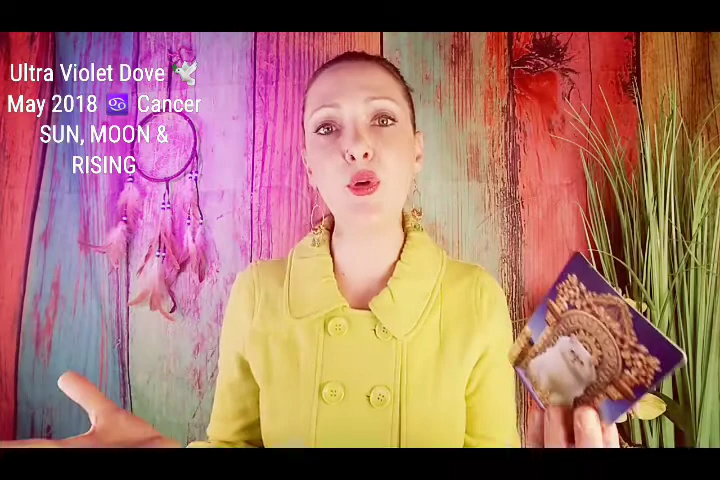 Ultra Violet Dove 🕊️
May 2018 ♋ Cancer
SUN, MOON &
RISING